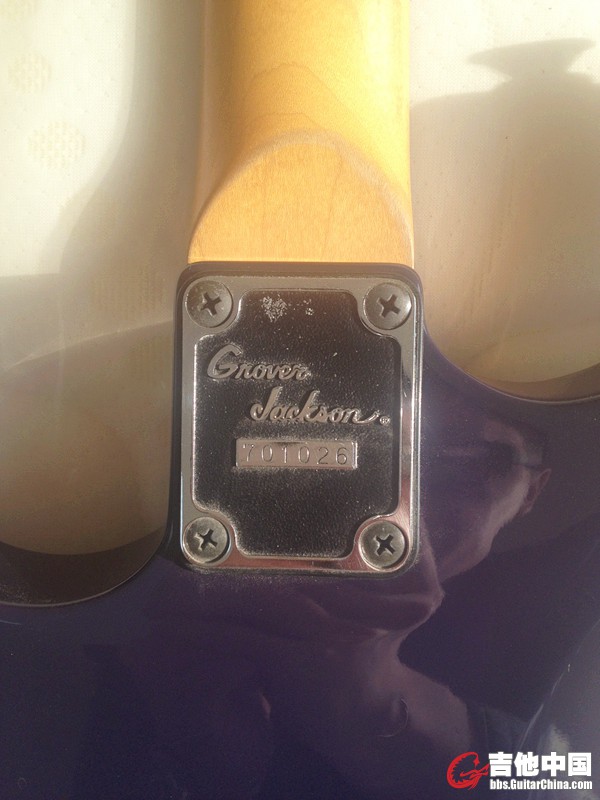 Grover
Jackson®
701026
吉他中国
bbs.GuitarChina.com